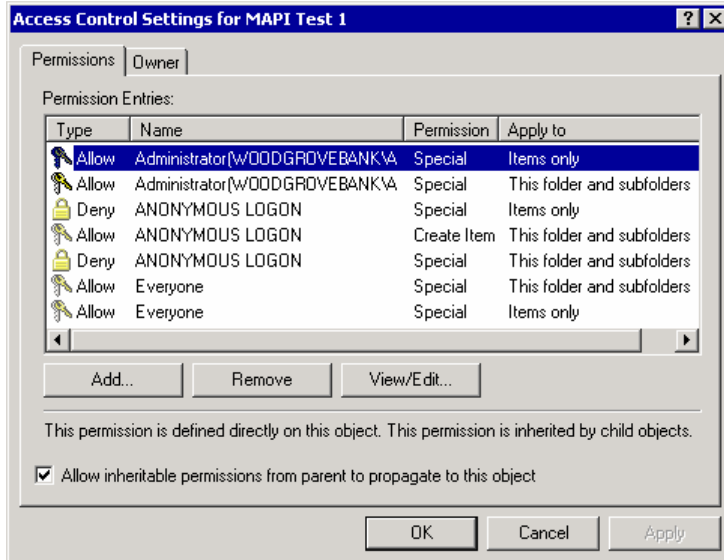 Access Control Settings for MAPI Test 1
Permissions Owner
Permission Entries:
Type Name Permission Apply to
Allow Administrator(WOODGROVEBANK\A Special Items only
Allow Administrator(WOODGROVEBANK\A Special This folder and subfolders
Deny ANONYMOUS LOGON Special Items only
Allow ANONYMOUS LOGON Create Item This folder and subfolders
Deny ANONYMOUS LOGON Special This folder and subfolders
Allow Everyone Special This folder and subfolders
Allow Everyone Special Items only
Add... Remove View/Edit...
This permission is defined directly on this object. This permission is inherited by child objects.
Allow inheritable permissions from parent to propagate to this object
OK Cancel Apply